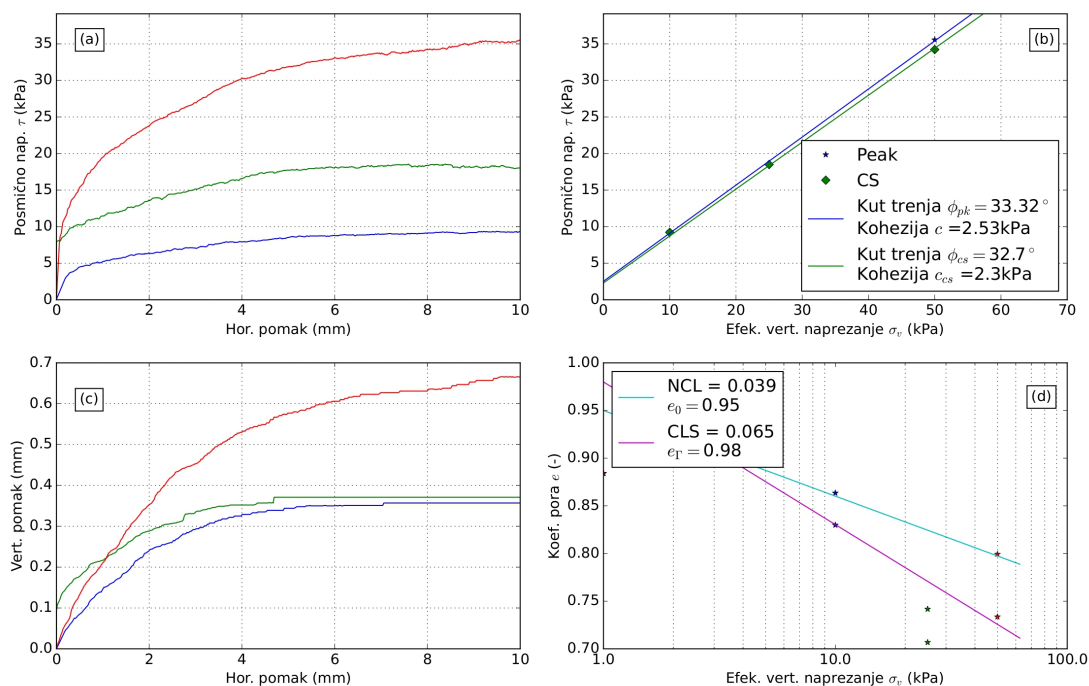 (a)
35
30
25
20
15
10
5
0
Posmično nap. τ (kPa)
0 2 4 6 8 10
Hor. pomak (mm)
(b)
35
30
25
20
15
10
5
0
Posmično nap. τ (kPa)
Peak
CS
Kut trenja ϕpk = 33.32°
Kohezija c =2.53kPa
Kut trenja ϕcs = 32.7°
Kohezija ccs =2.3kPa
0 10 20 30 40 50 60 70
Efek. vert. naprezanje σv (kPa)
(c)
0.7
0.6
0.5
0.4
0.3
0.2
0.1
0.0
Vert. pomak (mm)
0 2 4 6 8 10
Hor. pomak (mm)
(d)
1.00
0.95
0.90
0.85
0.80
0.75
0.70
Koef. pora e (-)
NCL = 0.039
e0 = 0.95
CLS = 0.065
eΓ = 0.98
1.0 10.0 100.0
Efek. vert. naprezanje σv (kPa)